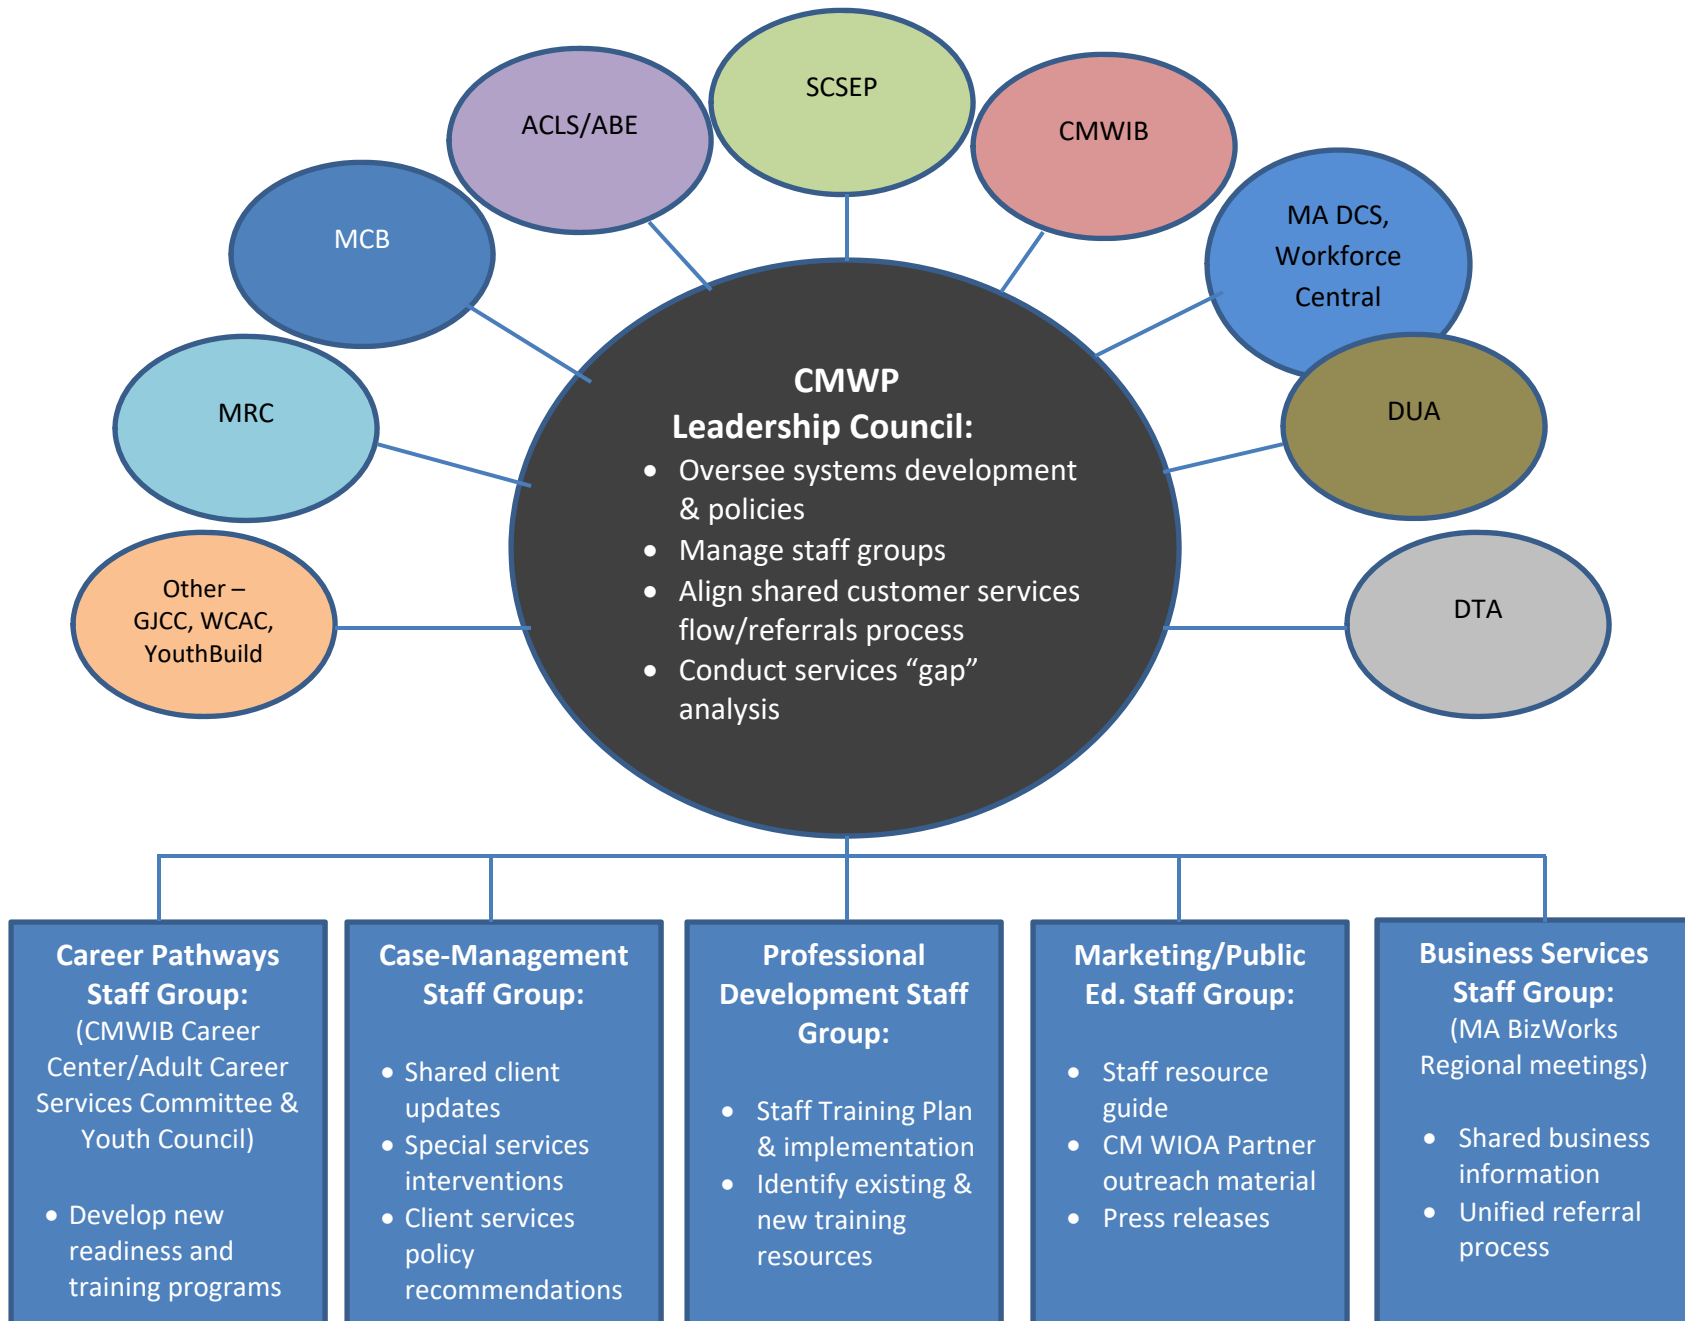 SCSEP
ACLS/ABE
CMWIB
MCB
MA DCS,
Workforce
Central
MRC
DUA
Other –
GJCC, WCAC,
YouthBuild
DTA
CMWP
Leadership Council:
• Oversee systems development
& policies
• Manage staff groups
• Align shared customer services
flow/referrals process
• Conduct services “gap”
analysis
Career Pathways
Staff Group:
(CMWIB Career
Center/Adult Career
Services Committee &
Youth Council)
• Develop new
readiness and
training programs
Case-Management
Staff Group:
• Shared client
updates
• Special services
interventions
• Client services
policy
recommendations
Professional
Development Staff
Group:
• Staff Training Plan
& implementation
• Identify existing &
new training
resources
Marketing/Public
Ed. Staff Group:
• Staff resource
guide
• CM WIOA Partner
outreach material
• Press releases
Business Services
Staff Group:
(MA BizWorks
Regional meetings)
• Shared business
information
• Unified referral
process